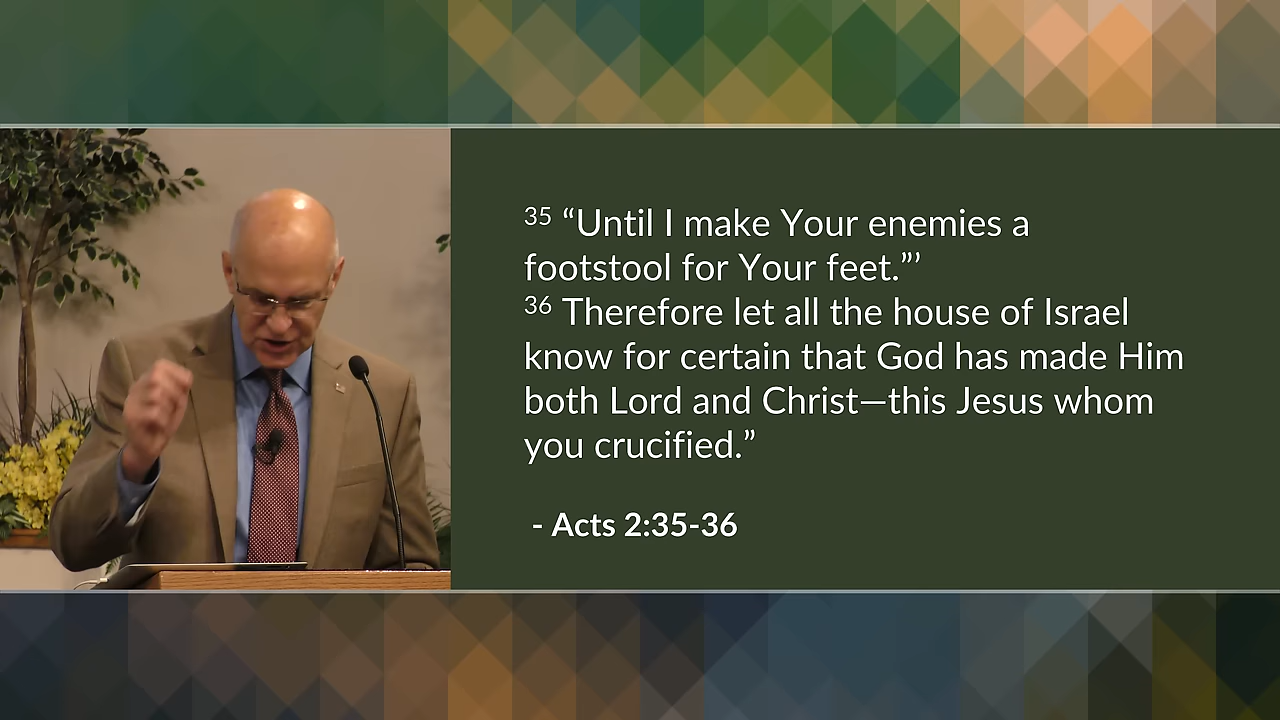 35 “Until I make Your enemies a
footstool for Your feet.”’
36 Therefore let all the house of Israel
know for certain that God has made Him
both Lord and Christ—this Jesus whom
you crucified.”
- Acts 2:35-36